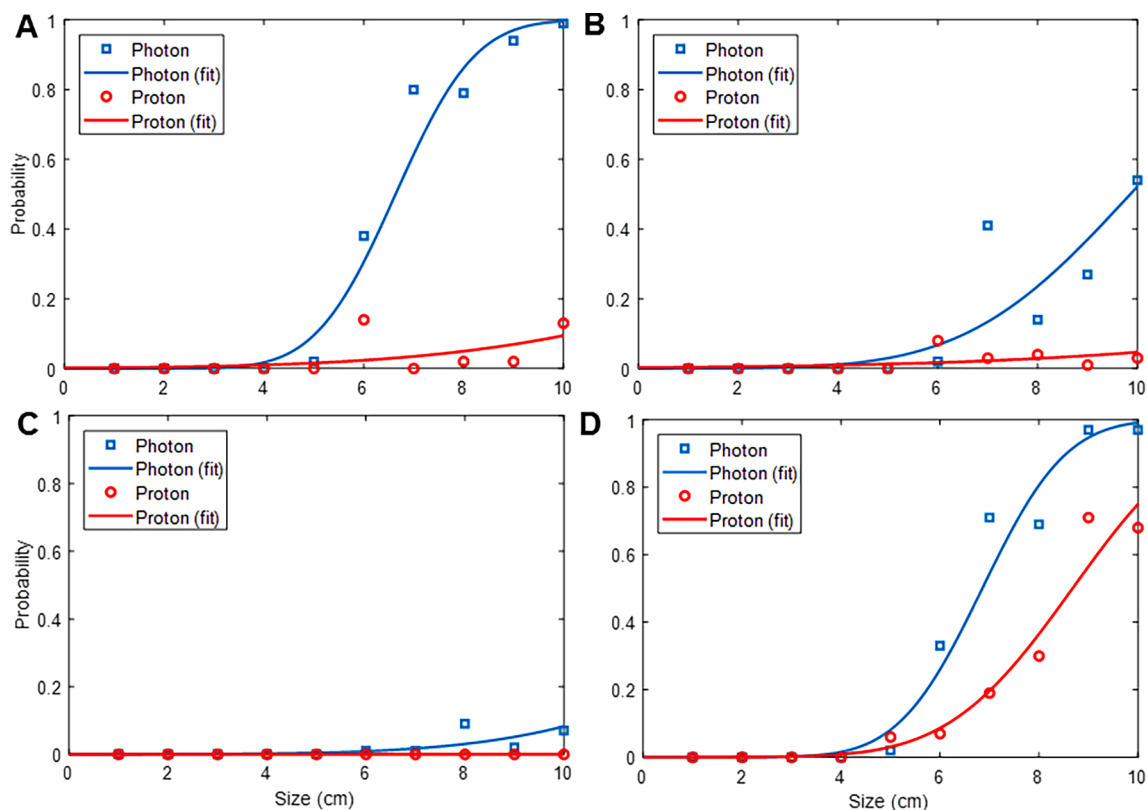 A
Photon
Photon (fit)
Proton
Proton (fit)
Probability
1
0.8
0.6
0.4
0.2
0
0 2 4 6 8 10
B
Photon
Photon (fit)
Proton
Proton (fit)
1
0.8
0.6
0.4
0.2
0
0 2 4 6 8 10
C
Photon
Photon (fit)
Proton
Proton (fit)
Probability
1
0.8
0.6
0.4
0.2
0
0 2 4 6 8 10
Size (cm)
D
Photon
Photon (fit)
Proton
Proton (fit)
1
0.8
0.6
0.4
0.2
0
0 2 4 6 8 10
Size (cm)